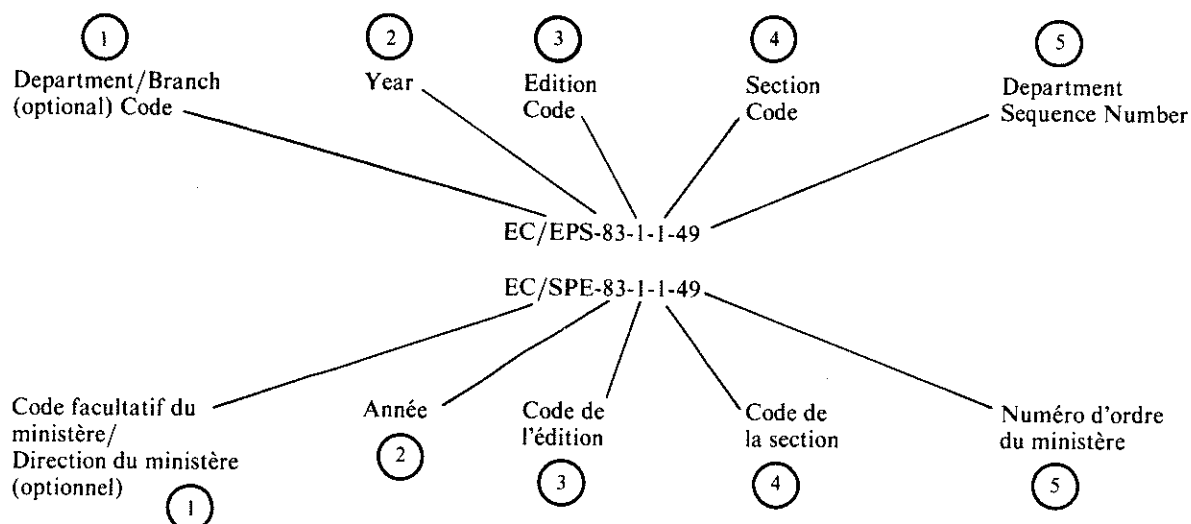 1
Department/Branch
(optional) Code
2
Year
3
Edition
Code
4
Section
Code
5
Department
Sequence Number
EC/EPS-83-1-1-49
EC/SPE-83-1-1-49
Code facultatif du
ministère/
Direction du ministère
(optionnel)
1
Année
2
Code de
l'édition
3
Code de
la section
4
Numéro d'ordre
du ministère
5